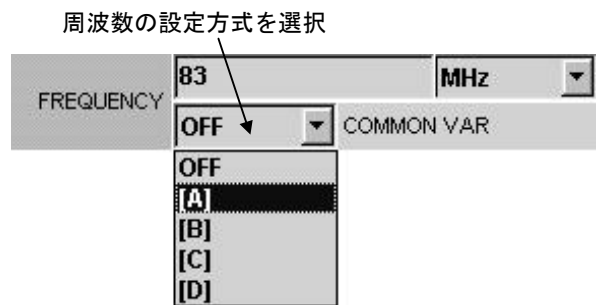 周波数の設定方式を選択
FREQUENCY
83 MHz
OFF COMMON VAR
OFF
[A]
[B]
[C]
[D]